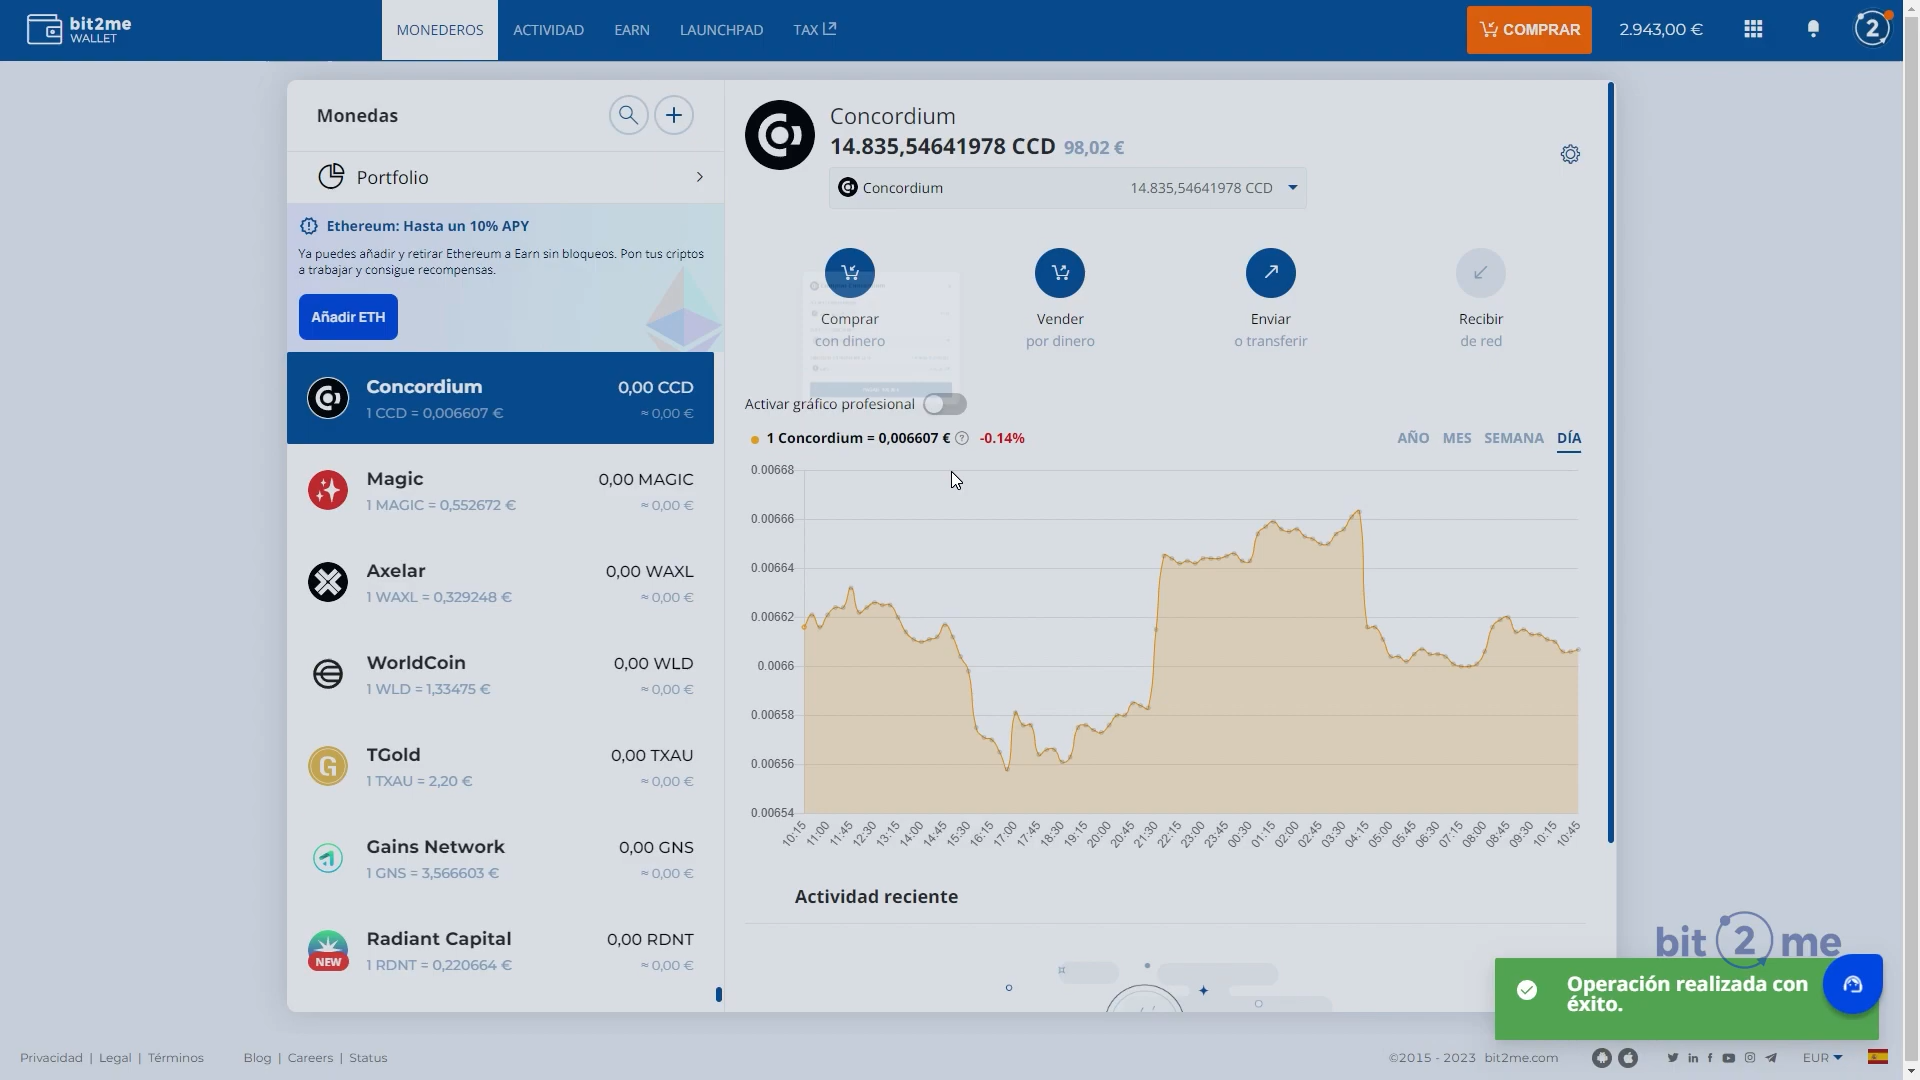 bit2me
WALLET
MONEDEROS
ACTIVIDAD
EARN
LAUNCHPAD
TAX
COMPRAR
2.943,00 €
2
Monedas
Portfolio
Ethereum: Hasta un 10% APY
Ya puedes añadir y retirar Ethereum a Earn sin bloqueos. Pon tus criptos
a trabajar y consigue recompensas.
Añadir ETH
Concordium
0,00 CCD
1 CCD = 0,006607 €
≈ 0,00 €
Magic
0,00 MAGIC
1 MAGIC = 0,552672 €
≈ 0,00 €
Axelar
0,00 WAXL
1 WAXL = 0,329248 €
≈ 0,00 €
WorldCoin
0,00 WLD
1 WLD = 1,33475 €
≈ 0,00 €
TGold
0,00 TXAU
1 TXAU = 2,20 €
≈ 0,00 €
Gains Network
0,00 GNS
1 GNS = 3,566603 €
≈ 0,00 €
Radiant Capital
0,00 RDNT
NEW
1 RDNT = 0,220664 €
≈ 0,00 €
Concordium
14.835,54641978 CCD 98,02 €
Concordium
14.835,54641978 CCD
Comprar
con dinero
Vender
por dinero
Enviar
o transferir
Recibir
de red
Activar gráfico profesional
1 Concordium = 0,006607 € ? -0.14%
AÑO
MES
SEMANA
DÍA
0.00668
0.00666
0.00664
0.00662
0.0066
0.00658
0.00656
0.00654
10:15
11:00
11:45
12:30
13:15
14:00
14:45
15:30
16:15
17:00
17:45
18:30
19:15
20:00
20:45
21:30
22:15
23:00
23:45
00:30
01:15
02:00
02:45
03:30
04:15
05:00
05:45
06:30
07:15
08:00
08:45
09:30
10:15
10:45
Actividad reciente
bit2me
Operación realizada con
éxito.
Privacidad | Legal | Términos
Blog | Careers | Status
©2015 - 2023 bit2me.com
EUR